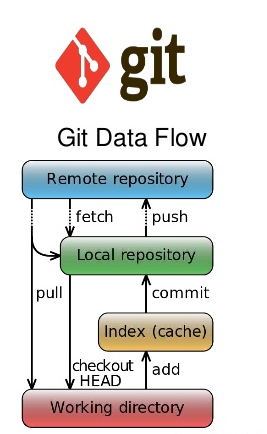 git
Git Data Flow
Remote repository
fetch
push
Local repository
pull
commit
Index (cache)
checkout
HEAD
add
Working directory